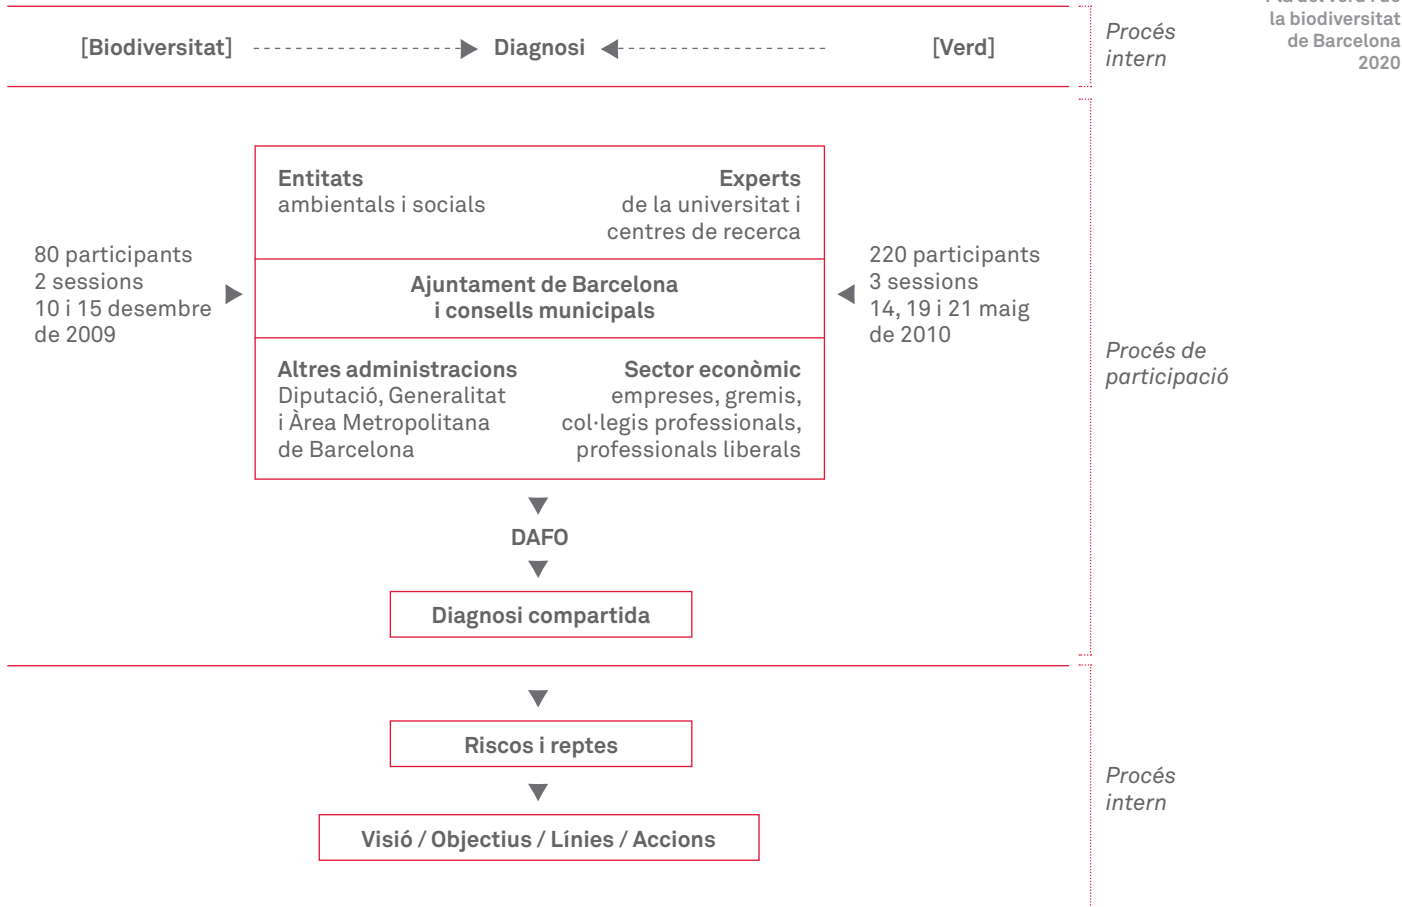 la biodiversitat
de Barcelona
2020
[Biodiversitat]
Diagnosi
[Verd]
Procés
intern
Entitats
ambientals i socials
Experts
de la universitat i
centres de recerca
80 participants
2 sessions
10 i 15 desembre
de 2009
Ajuntament de Barcelona
i consells municipals
220 participants
3 sessions
14, 19 i 21 maig
de 2010
Altres administracions
Diputació, Generalitat
i Àrea Metropolitana
de Barcelona
Sector econòmic
empreses, gremis,
col·legis professionals,
professionals liberals
Procés de
participació
DAFO
Diagnosi compartida
Riscos i reptes
Visió / Objectius / Línies / Accions
Procés
intern